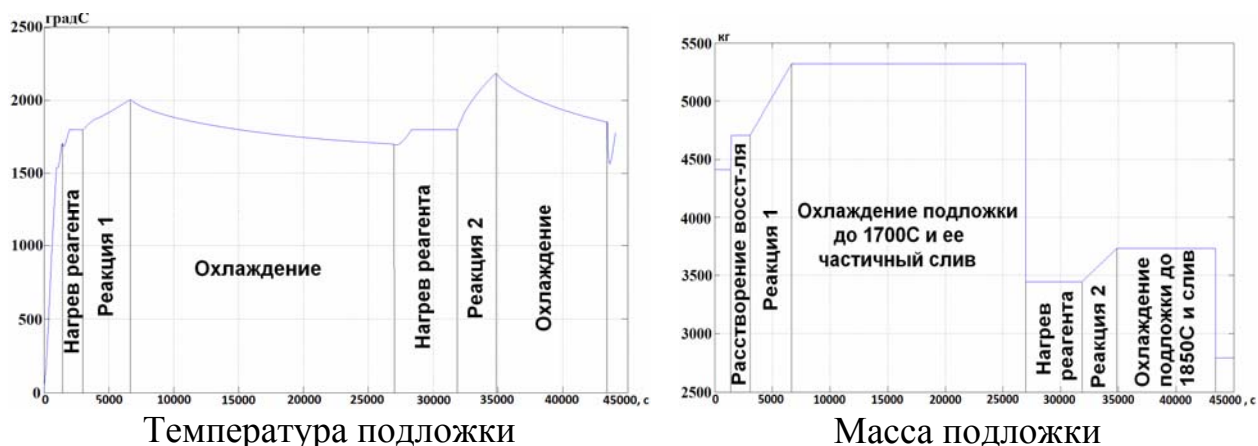 градС
2500
2000
1500
1000
500
0
Нагрев реагента
Реакция 1
Охлаждение
Нагрев реагента
Реакция 2
Охлаждение
0 5000 10000 15000 20000 25000 30000 35000 40000 45000, с
Температура подложки
кг
5500
5000
4500
4000
3500
3000
2500
Расстворение восст-ля
Реакция 1
Охлаждение подложки
до 1700С и ее
частичный слив
Нагрев
реагента
Реакция 2
Охлаждение
подложки до
1850С и слив
0 5000 10000 15000 20000 25000 30000 35000 40000 45000, с
Масса подложки